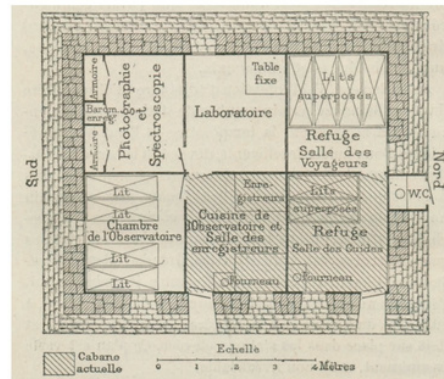 Armoire
Barom.
enreg.
Armoire
Photographie
et
Spectroscopie
Table
fixe
Laboratoire
Lits
superposés
Refuge
Salle des
Voyageurs
Sud
Nord
W.C.
Lit
Lit
Chambre
de l'Observatoire
Lit
Lit
Enre-
gistreurs
Cuisine de
l'Observatoire et
Salle des
enregistreurs
Fourneau
Lits
superposés
Refuge
Salle des Guides
Fourneau
Cabane
actuelle
Echelle
0 1 2 3 4 Mètres